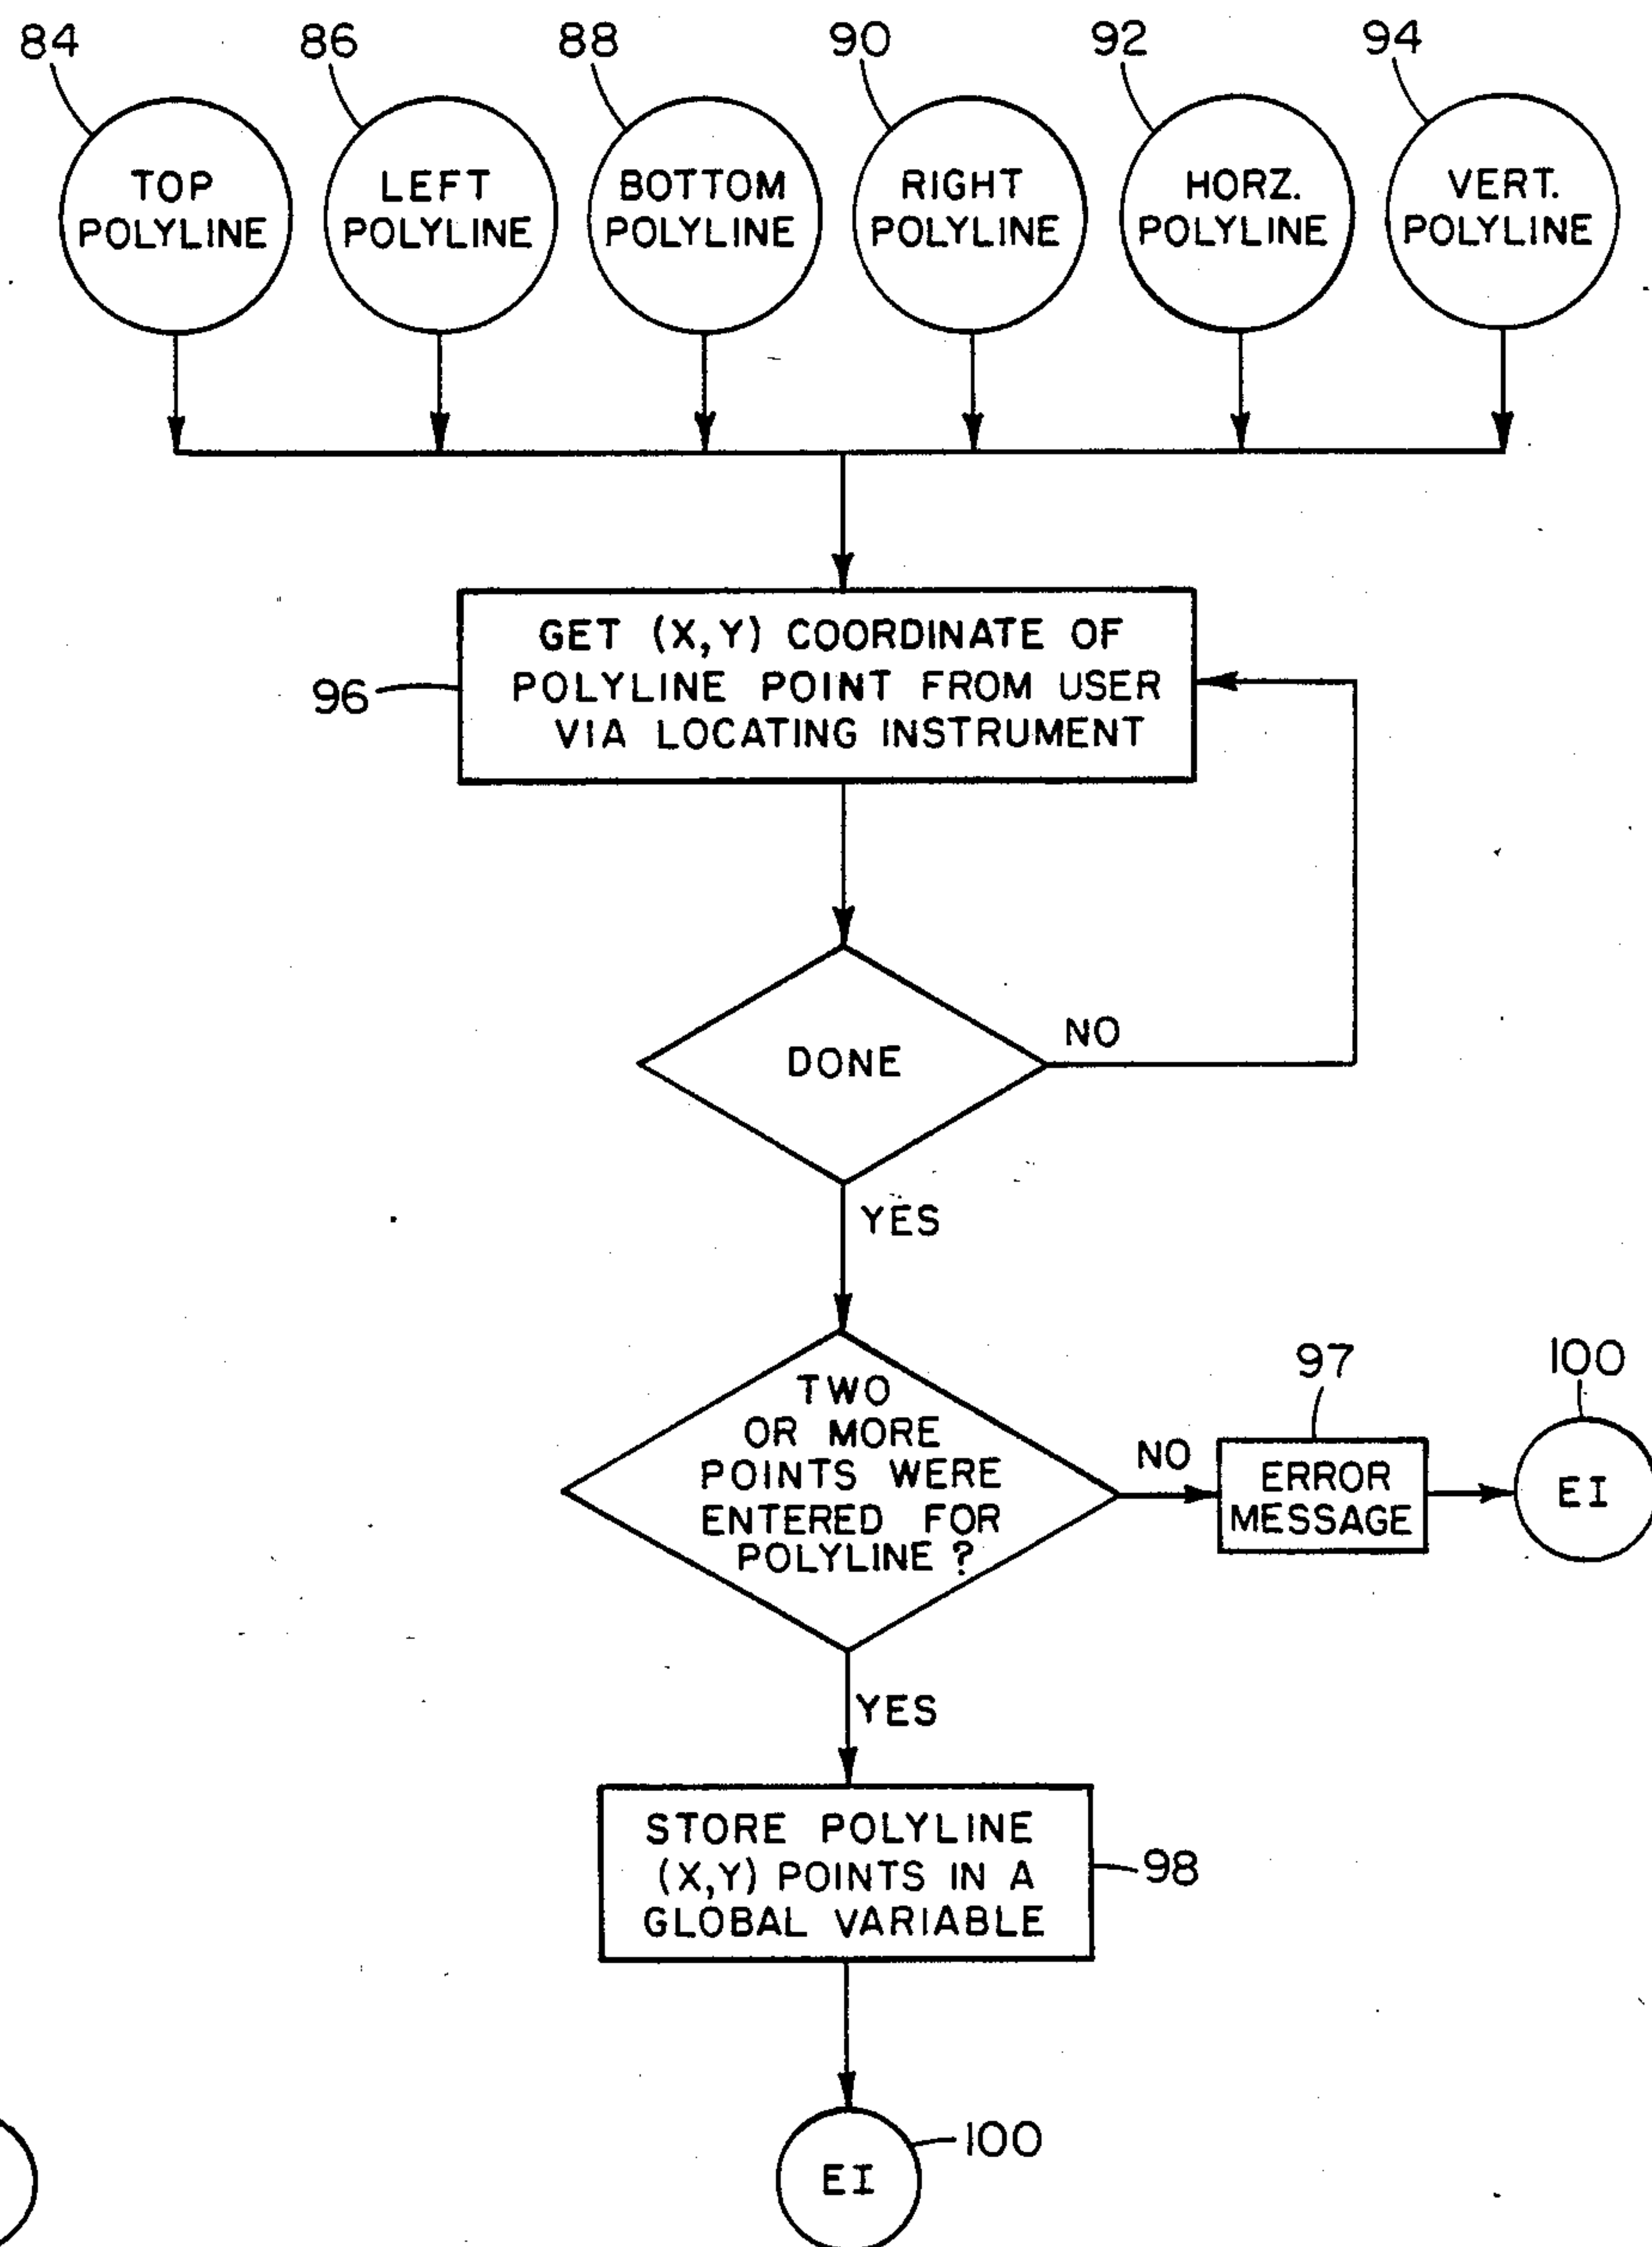 84
86
88
90
92
94
TOP
POLYLINE
LEFT
POLYLINE
BOTTOM
POLYLINE
RIGHT
POLYLINE
HORZ.
POLYLINE
VERT.
POLYLINE
96
GET (X,Y) COORDINATE OF
POLYLINE POINT FROM USER
VIA LOCATING INSTRUMENT
DONE
NO
YES
TWO
OR MORE
POINTS WERE
ENTERED FOR
POLYLINE?
NO
97
ERROR
MESSAGE
100
EI
YES
STORE POLYLINE
(X,Y) POINTS IN A
GLOBAL VARIABLE
98
EI
100